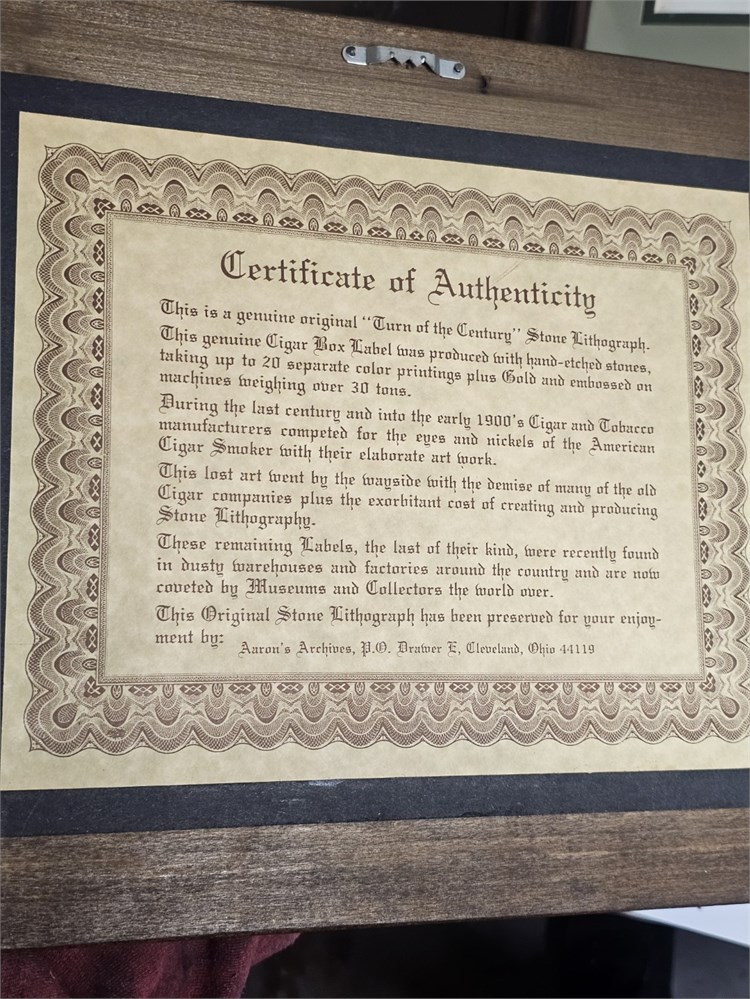 Certificate of Authenticity
This is a genuine original "Turn of the Century" Stone Lithograph.
This genuine Cigar Box Label was produced with hand-etched stones,
taking up to 20 separate color printings plus Gold and embossed on
machines weighing over 30 tons.
During the last century and into the early 1900's Cigar and Tobacco
manufacturers competed for the eyes and nickels of the American
Cigar Smoker with their elaborate art work.
This lost art went by the wayside with the demise of many of the old
Cigar companies plus the exorbitant cost of creating and producing
Stone Lithography.
These remaining Labels, the last of their kind, were recently found
in dusty warehouses and factories around the country and are now
coveted by Museums and Collectors the world over.
This Original Stone Lithograph has been preserved for your enjoy-
ment by:
Aaron's Archives, P.O. Drawer E, Cleveland, Ohio 44119